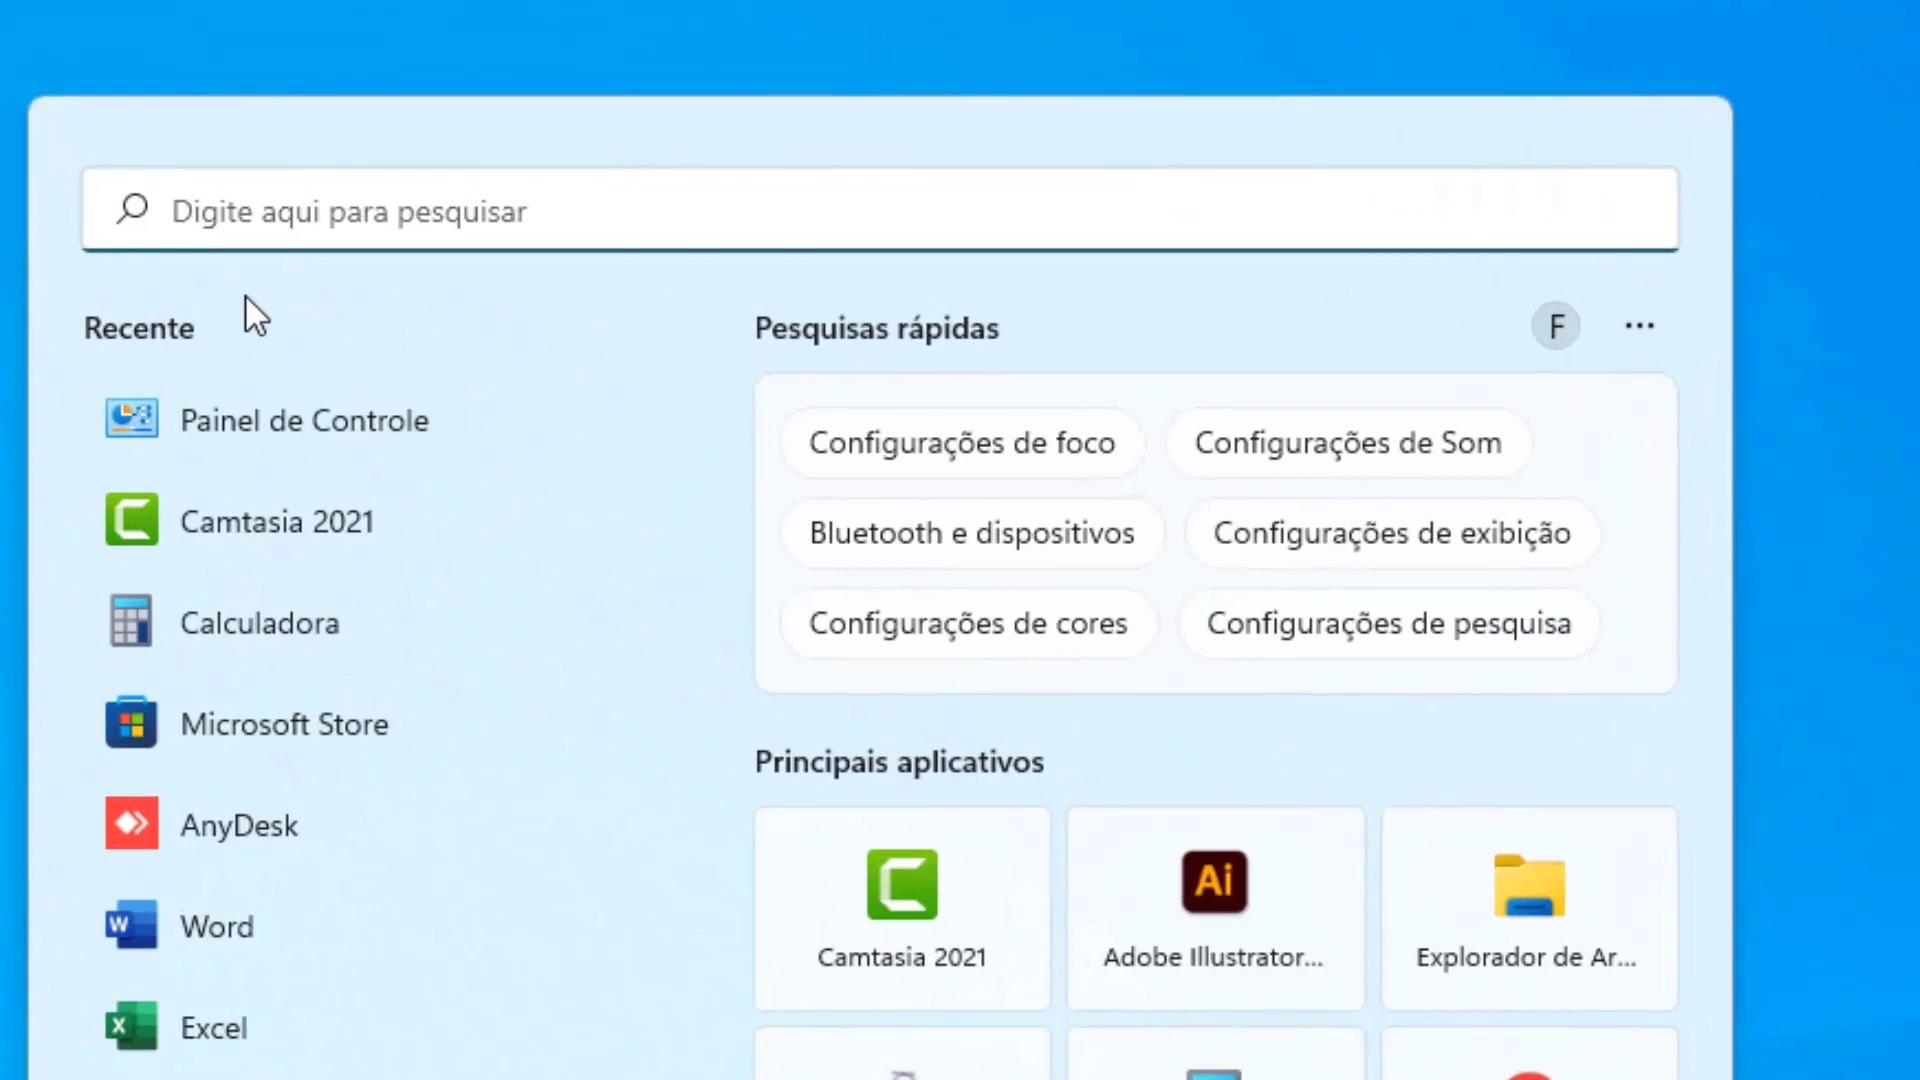 Digite aqui para pesquisar
Recente
Painel de Controle
Camtasia 2021
Calculadora
Microsoft Store
AnyDesk
Word
Excel
Pesquisas rápidas
F
Configurações de foco
Configurações de Som
Bluetooth e dispositivos
Configurações de exibição
Configurações de cores
Configurações de pesquisa
Principais aplicativos
Camtasia 2021
Ai
Adobe Illustrator...
Explorador de Ar...